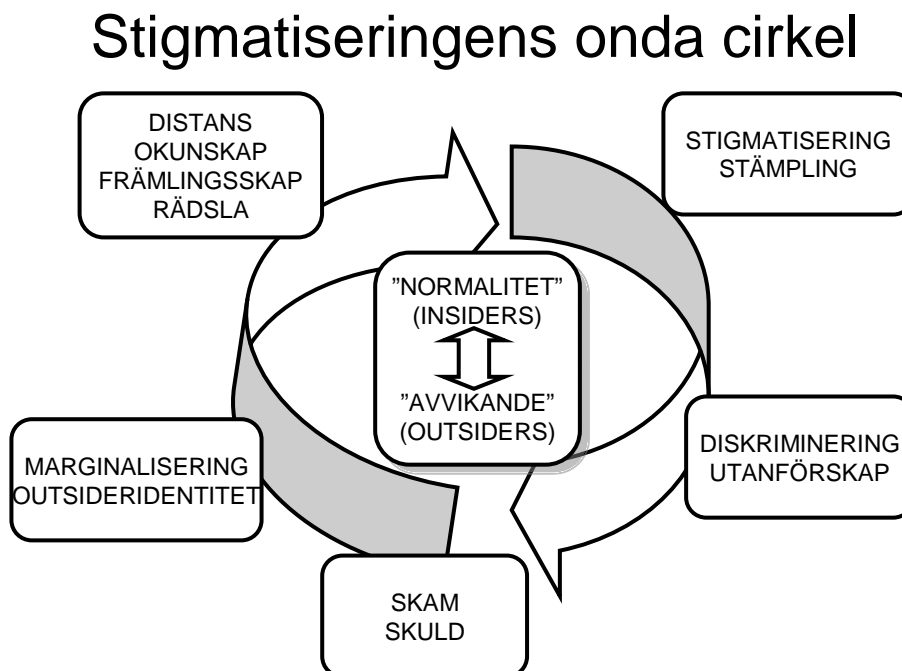 Stigmatiseringens onda cirkel
DISTANS
OKUNSKAP
FRÄMLINGSSKAP
RÄDSLA
STIGMATISERING
STÄMPLING
”NORMALITET”
(INSIDERS)
”AVVIKANDE”
(OUTSIDERS)
DISKRIMINERING
UTANFÖRSKAP
MARGINALISERING
OUTSIDERIDENTITET
SKAM
SKULD